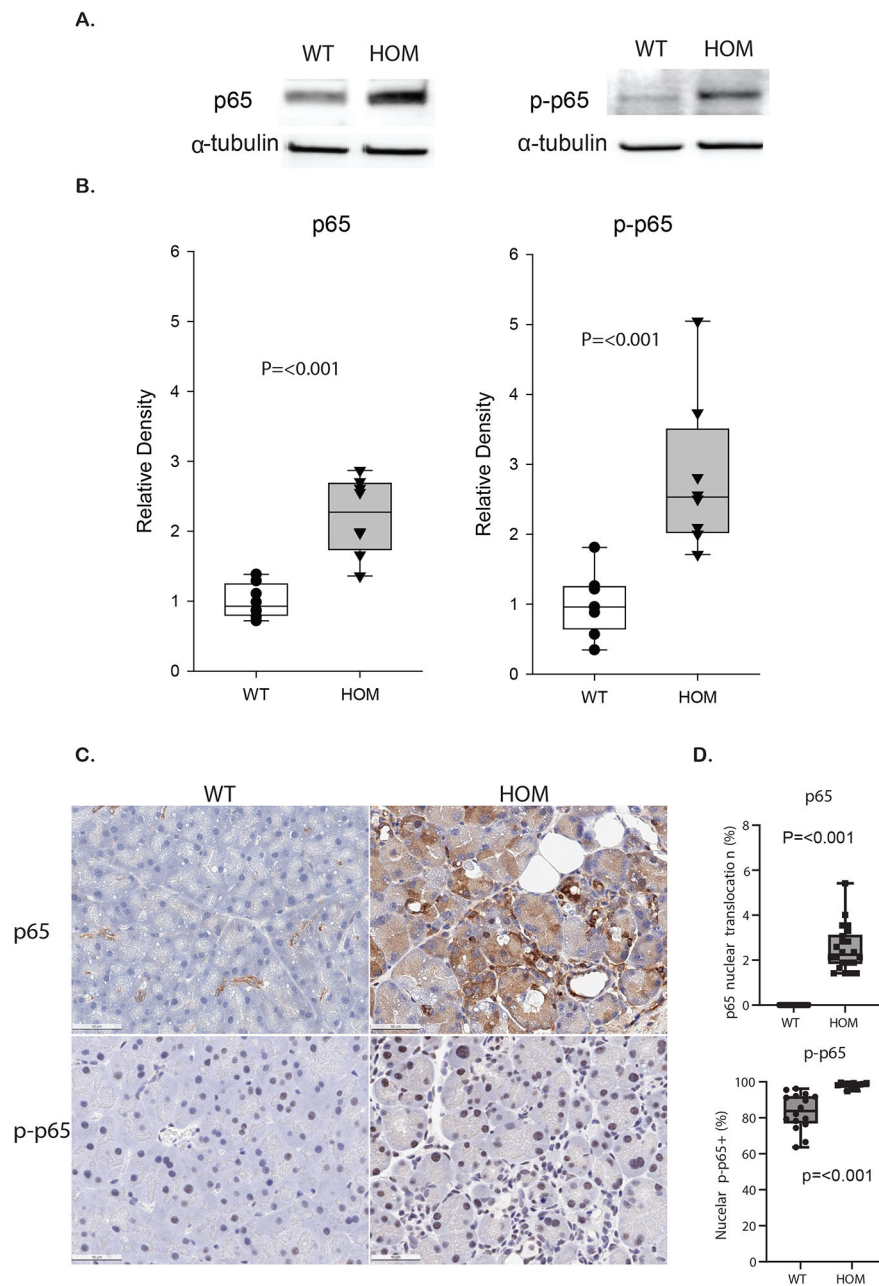 A.
WT HOM
p65
α-tubulin
WT HOM
p-p65
α-tubulin
B.
p65
6
5
4
3
2
1
0
Relative Density
P=<0.001
WT HOM
p-p65
6
5
4
3
2
1
0
Relative Density
P=<0.001
WT HOM
C.
WT HOM
p65
p-p65
D.
p65
8
6
4
2
0
p65 nuclear translocation (%)
P=<0.001
WT HOM
p-p65
100
80
60
40
20
0
Nucelar p-p65+ (%)
p=<0.001
WT HOM